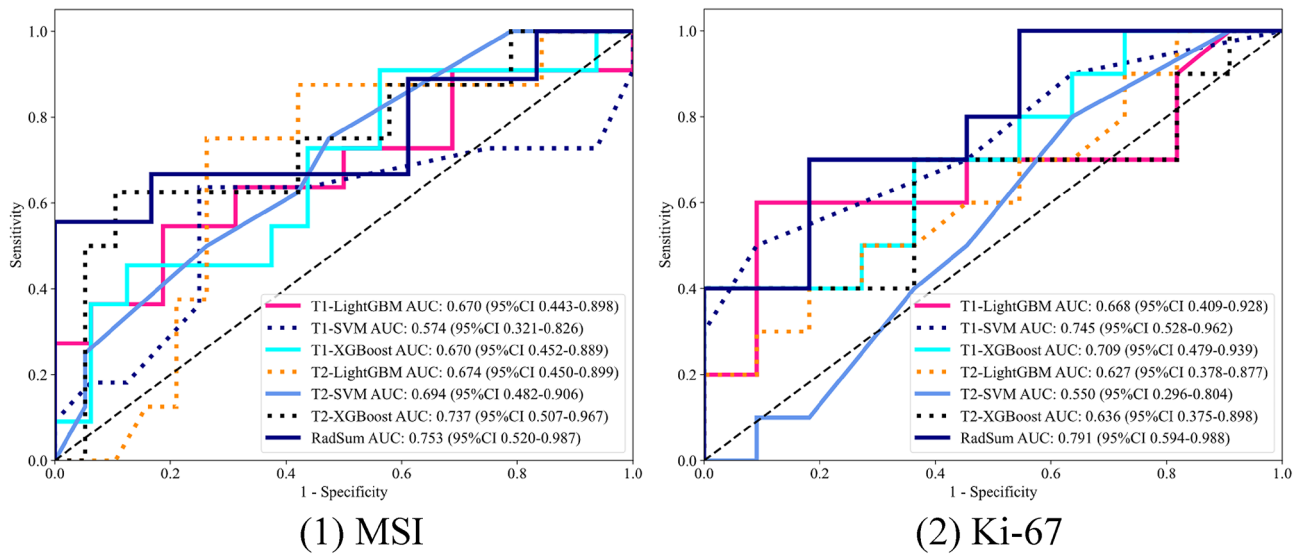 1.0
0.8
0.6
0.4
0.2
0.0
Sensitivity
0.0 0.2 0.4 0.6 0.8 1.0
1 - Specificity
T1-LightGBM AUC: 0.670 (95%CI 0.443-0.898)
T1-SVM AUC: 0.574 (95%CI 0.321-0.826)
T1-XGBoost AUC: 0.670 (95%CI 0.452-0.889)
T2-LightGBM AUC: 0.674 (95%CI 0.450-0.899)
T2-SVM AUC: 0.694 (95%CI 0.482-0.906)
T2-XGBoost AUC: 0.737 (95%CI 0.507-0.967)
RadSum AUC: 0.753 (95%CI 0.520-0.987)
(1) MSI
1.0
0.8
0.6
0.4
0.2
0.0
Sensitivity
0.0 0.2 0.4 0.6 0.8 1.0
1 - Specificity
T1-LightGBM AUC: 0.668 (95%CI 0.409-0.928)
T1-SVM AUC: 0.745 (95%CI 0.528-0.962)
T1-XGBoost AUC: 0.709 (95%CI 0.479-0.939)
T2-LightGBM AUC: 0.627 (95%CI 0.378-0.877)
T2-SVM AUC: 0.550 (95%CI 0.296-0.804)
T2-XGBoost AUC: 0.636 (95%CI 0.375-0.898)
RadSum AUC: 0.791 (95%CI 0.594-0.988)
(2) Ki-67